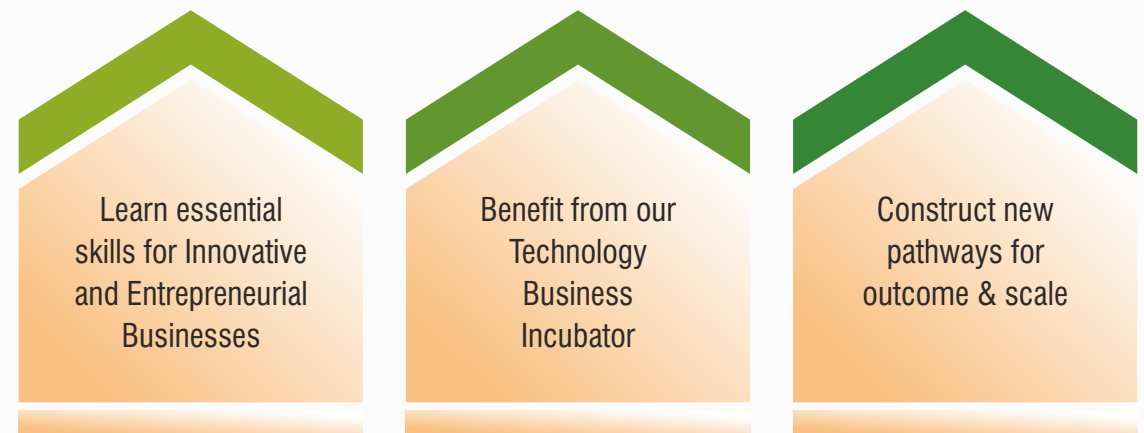 Learn essential
skills for Innovative
and Entrepreneurial
Businesses
Benefit from our
Technology
Business
Incubator
Construct new
pathways for
outcome & scale